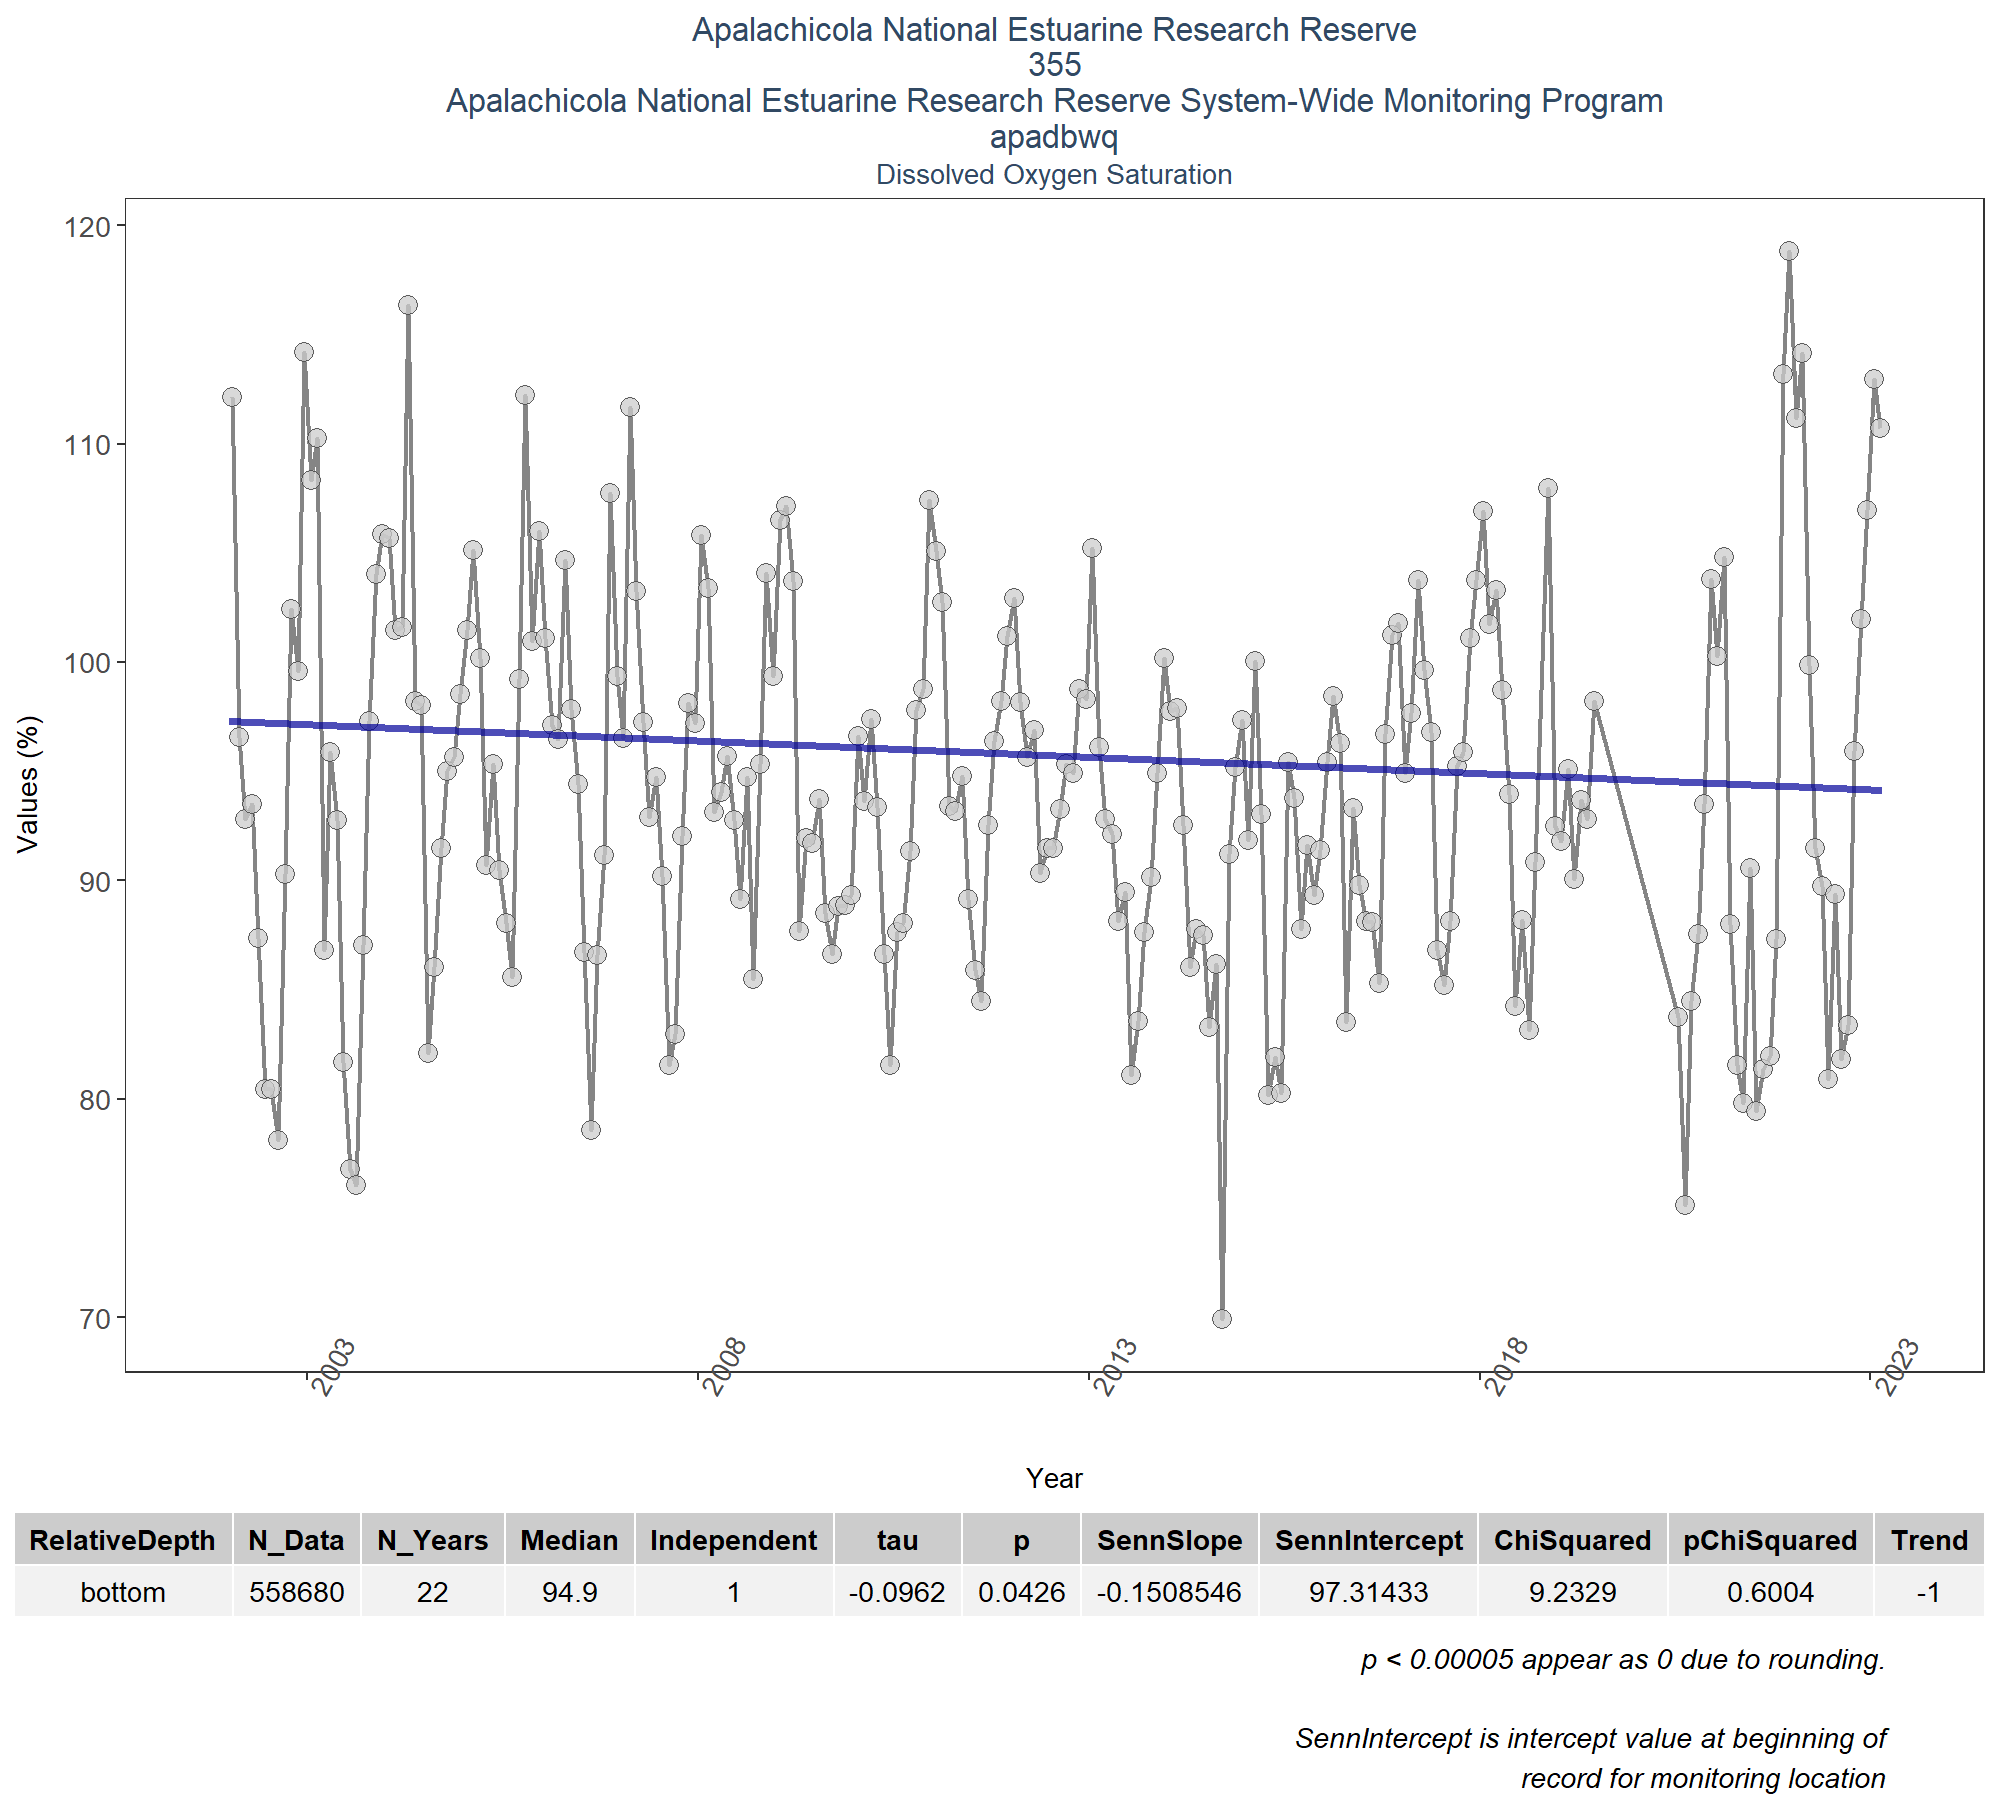 Apalachicola National Estuarine Research Reserve
355
Apalachicola National Estuarine Research Reserve System-Wide Monitoring Program
apadbwq
Dissolved Oxygen Saturation
120
110
100
90
80
70
Values (%)
2003 2008 2013 2018 2023
Year
RelativeDepth N_Data N_Years Median Independent tau p SennSlope SennIntercept ChiSquared pChiSquared Trend
bottom 558680 22 94.9 1 -0.0962 0.0426 -0.1508546 97.31433 9.2329 0.6004 -1
p < 0.00005 appear as 0 due to rounding.
SennIntercept is intercept value at beginning of
record for monitoring location